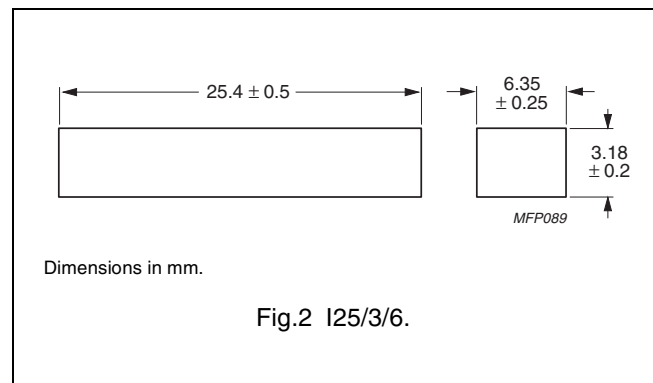 25.4 ± 0.5
6.35
± 0.25
3.18
± 0.2
MFP089
Dimensions in mm.
Fig.2 I25/3/6.